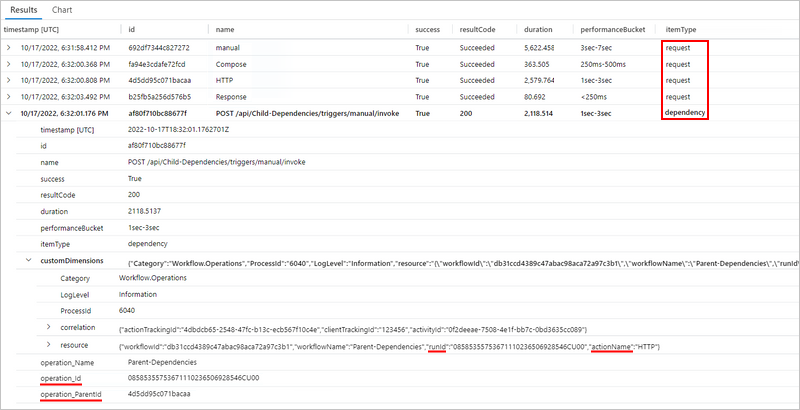 Results Chart
timestamp [UTC] id name success resultCode duration performanceBucket itemType
10/17/2022, 6:31:58.412 PM 692df7344c827272 manual True Succeeded 5,622.458 3sec-7sec request
10/17/2022, 6:32:00.368 PM fa94e3cdafe72fcd Compose True Succeeded 363.505 250ms-500ms request
10/17/2022, 6:32:00.808 PM 4d5dd95c071bacaa HTTP True Succeeded 2,579.764 1sec-3sec request
10/17/2022, 6:32:03.492 PM b25fb5a256d576b5 Response True Succeeded 80.692 <250ms request
10/17/2022, 6:32:01.176 PM af80f710bc88677f POST /api/Child-Dependencies/triggers/manual/invoke True 200 2,118.514 1sec-3sec dependency
timestamp [UTC] 2022-10-17T18:32:01.1762701Z
id af80f710bc88677f
name POST /api/Child-Dependencies/triggers/manual/invoke
success True
resultCode 200
duration 2118.5137
performanceBucket 1sec-3sec
itemType dependency
customDimensions {"Category":"Workflow.Operations","ProcessId":"6040","LogLevel":"Information","resource":"{\"workflowId\":\"db31ccd4389c47abac98aca72a97c3b1\",\"workflowName\":\"Parent-Dependencies\",\"runId
Category Workflow.Operations
LogLevel Information
ProcessId 6040
correlation {"actionTrackingId":"4dbdcb65-2548-47fc-b13c-ecb567f10c4e","clientTrackingId":"123456","activityId":"0f2deeae-7508-4e1f-bb7c-0bd3635cc089"}
resource {"workflowId":"db31ccd4389c47abac98aca72a97c3b1","workflowName":"Parent-Dependencies","runId":"08585355753671110236506928546CU00","actionName":"HTTP"}
operation_Name Parent-Dependencies
operation_Id 08585355753671110236506928546CU00
operation_ParentId 4d5dd95c071bacaa